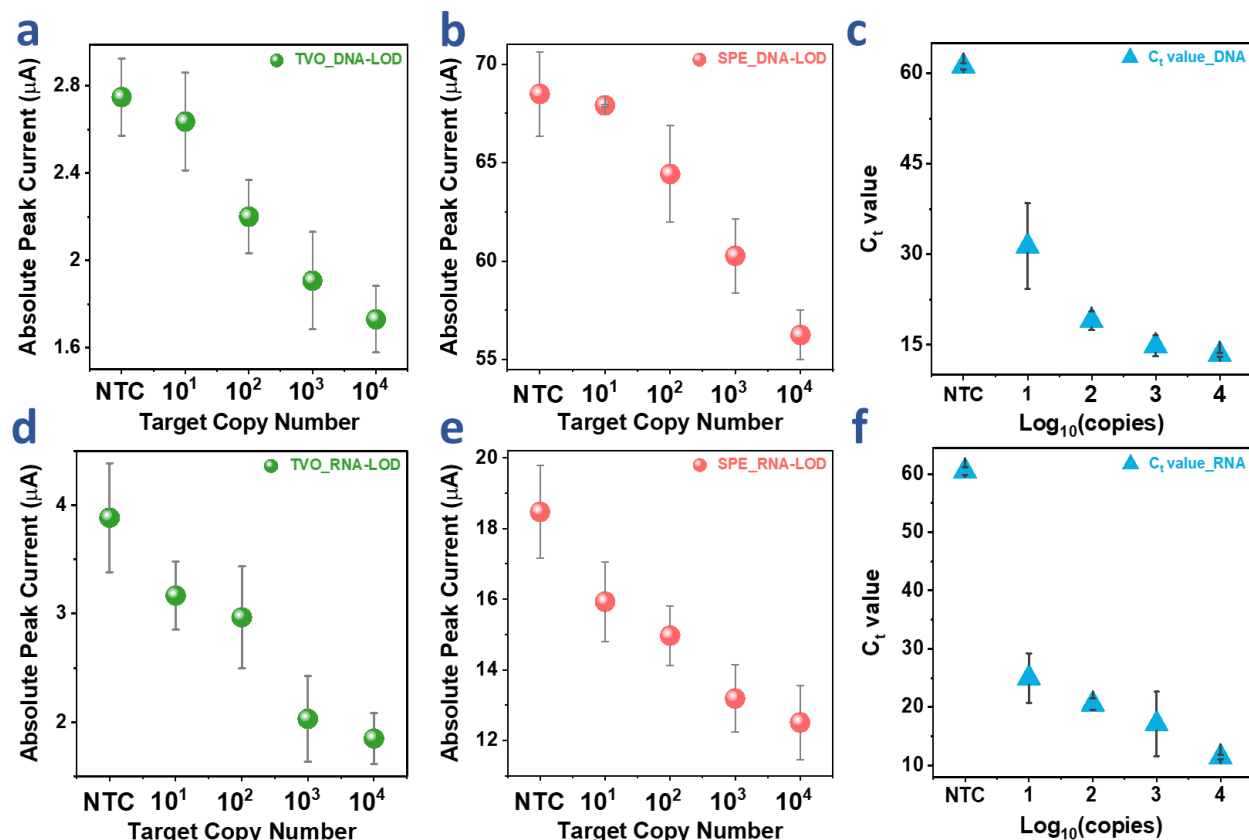 a
TVO_DNA-LOD
Absolute Peak Current (μA)
2.8
2.4
2
1.6
NTC 10¹ 10² 10³ 10⁴
Target Copy Number
b
SPE_DNA-LOD
Absolute Peak Current (μA)
70
65
60
55
NTC 10¹ 10² 10³ 10⁴
Target Copy Number
c
Cₜ value_DNA
Cₜ value
60
45
30
15
NTC 1 2 3 4
Log₁₀(copies)
d
TVO_RNA-LOD
Absolute Peak Current (μA)
4
3
2
NTC 10¹ 10² 10³ 10⁴
Target Copy Number
e
SPE_RNA-LOD
Absolute Peak Current (μA)
20
18
16
14
12
NTC 10¹ 10² 10³ 10⁴
Target Copy Number
f
Cₜ value_RNA
Cₜ value
60
50
40
30
20
10
NTC 1 2 3 4
Log₁₀(copies)